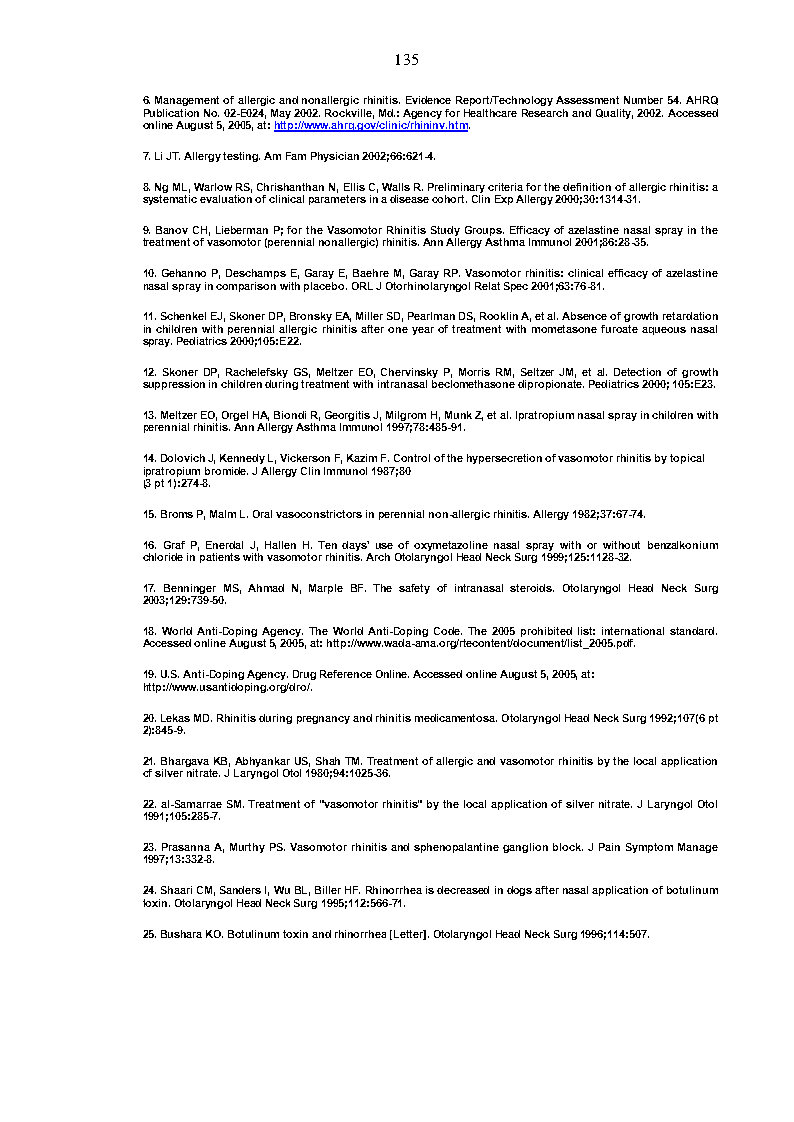 135
6. Management of allergic and nonallergic rhinitis. Evidence Report/Technology Assessment Number 54. AHRQ
Publication No. 02-E024, May 2002. Rockville, Md.: Agency for Healthcare Research and Quality, 2002. Accessed
online August 5, 2005, at: http://www.ahrq.gov/clinic/rhininv.htm.
7. Li JT. Allergy testing. Am Fam Physician 2002;66:621-4.
8. Ng ML, Warlow RS, Chrishanthan N, Ellis C, Walls R. Preliminary criteria for the definition of allergic rhinitis: a
systematic evaluation of clinical parameters in a disease cohort. Clin Exp Allergy 2000;30:1314-31.
9. Banov CH, Lieberman P; for the Vasomotor Rhinitis Study Groups. Efficacy of azelastine nasal spray in the
treatment of vasomotor (perennial nonallergic) rhinitis. Ann Allergy Asthma Immunol 2001;86:28-35.
10. Gehanno P, Deschamps E, Garay E, Baehre M, Garay RP. Vasomotor rhinitis: clinical efficacy of azelastine
nasal spray in comparison with placebo. ORL J Otorhinolaryngol Relat Spec 2001;63:76-81.
11. Schenkel EJ, Skoner DP, Bronsky EA, Miller SD, Pearlman DS, Rooklin A, et al. Absence of growth retardation
in children with perennial allergic rhinitis after one year of treatment with mometasone furoate aqueous nasal
spray. Pediatrics 2000;105:E22.
12. Skoner DP, Rachelefsky GS, Meltzer EO, Chervinsky P, Morris RM, Seltzer JM, et al. Detection of growth
suppression in children during treatment with intranasal beclomethasone dipropionate. Pediatrics 2000; 105:E23.
13. Meltzer EO, Orgel HA, Biondi R, Georgitis J, Milgrom H, Munk Z, et al. Ipratropium nasal spray in children with
perennial rhinitis. Ann Allergy Asthma Immunol 1997;78:485-91.
14. Dolovich J, Kennedy L, Vickerson F, Kazim F. Control of the hypersecretion of vasomotor rhinitis by topical
ipratropium bromide. J Allergy Clin Immunol 1987;80
(3 pt 1):274-8.
15. Broms P, Malm L. Oral vasoconstrictors in perennial non-allergic rhinitis. Allergy 1982;37:67-74.
16. Graf P, Enerdal J, Hallen H. Ten days' use of oxymetazoline nasal spray with or without benzalkonium
chloride in patients with vasomotor rhinitis. Arch Otolaryngol Head Neck Surg 1999;125:1128-32.
17. Benninger MS, Ahmad N, Marple BF. The safety of intranasal steroids. Otolaryngol Head Neck Surg
2003;129:739-50.
18. World Anti-Doping Agency. The World Anti-Doping Code. The 2005 prohibited list: international standard.
Accessed online August 5, 2005, at: http://www.wada-ama.org/rtecontent/document/list_2005.pdf.
19. U.S. Anti-Doping Agency. Drug Reference Online. Accessed online August 5, 2005, at:
http://www.usantidoping.org/dro/.
20. Lekas MD. Rhinitis during pregnancy and rhinitis medicamentosa. Otolaryngol Head Neck Surg 1992;107(6 pt
2):845-9.
21. Bhargava KB, Abhyankar US, Shah TM. Treatment of allergic and vasomotor rhinitis by the local application
of silver nitrate. J Laryngol Otol 1980;94:1025-36.
22. al-Samarrae SM. Treatment of "vasomotor rhinitis" by the local application of silver nitrate. J Laryngol Otol
1991;105:285-7.
23. Prasanna A, Murthy PS. Vasomotor rhinitis and sphenopalantine ganglion block. J Pain Symptom Manage
1997;13:332-8.
24. Shaari CM, Sanders I, Wu BL, Biller HF. Rhinorrhea is decreased in dogs after nasal application of botulinum
toxin. Otolaryngol Head Neck Surg 1995;112:566-71.
25. Bushara KO. Botulinum toxin and rhinorrhea [Letter]. Otolaryngol Head Neck Surg 1996;114:507.